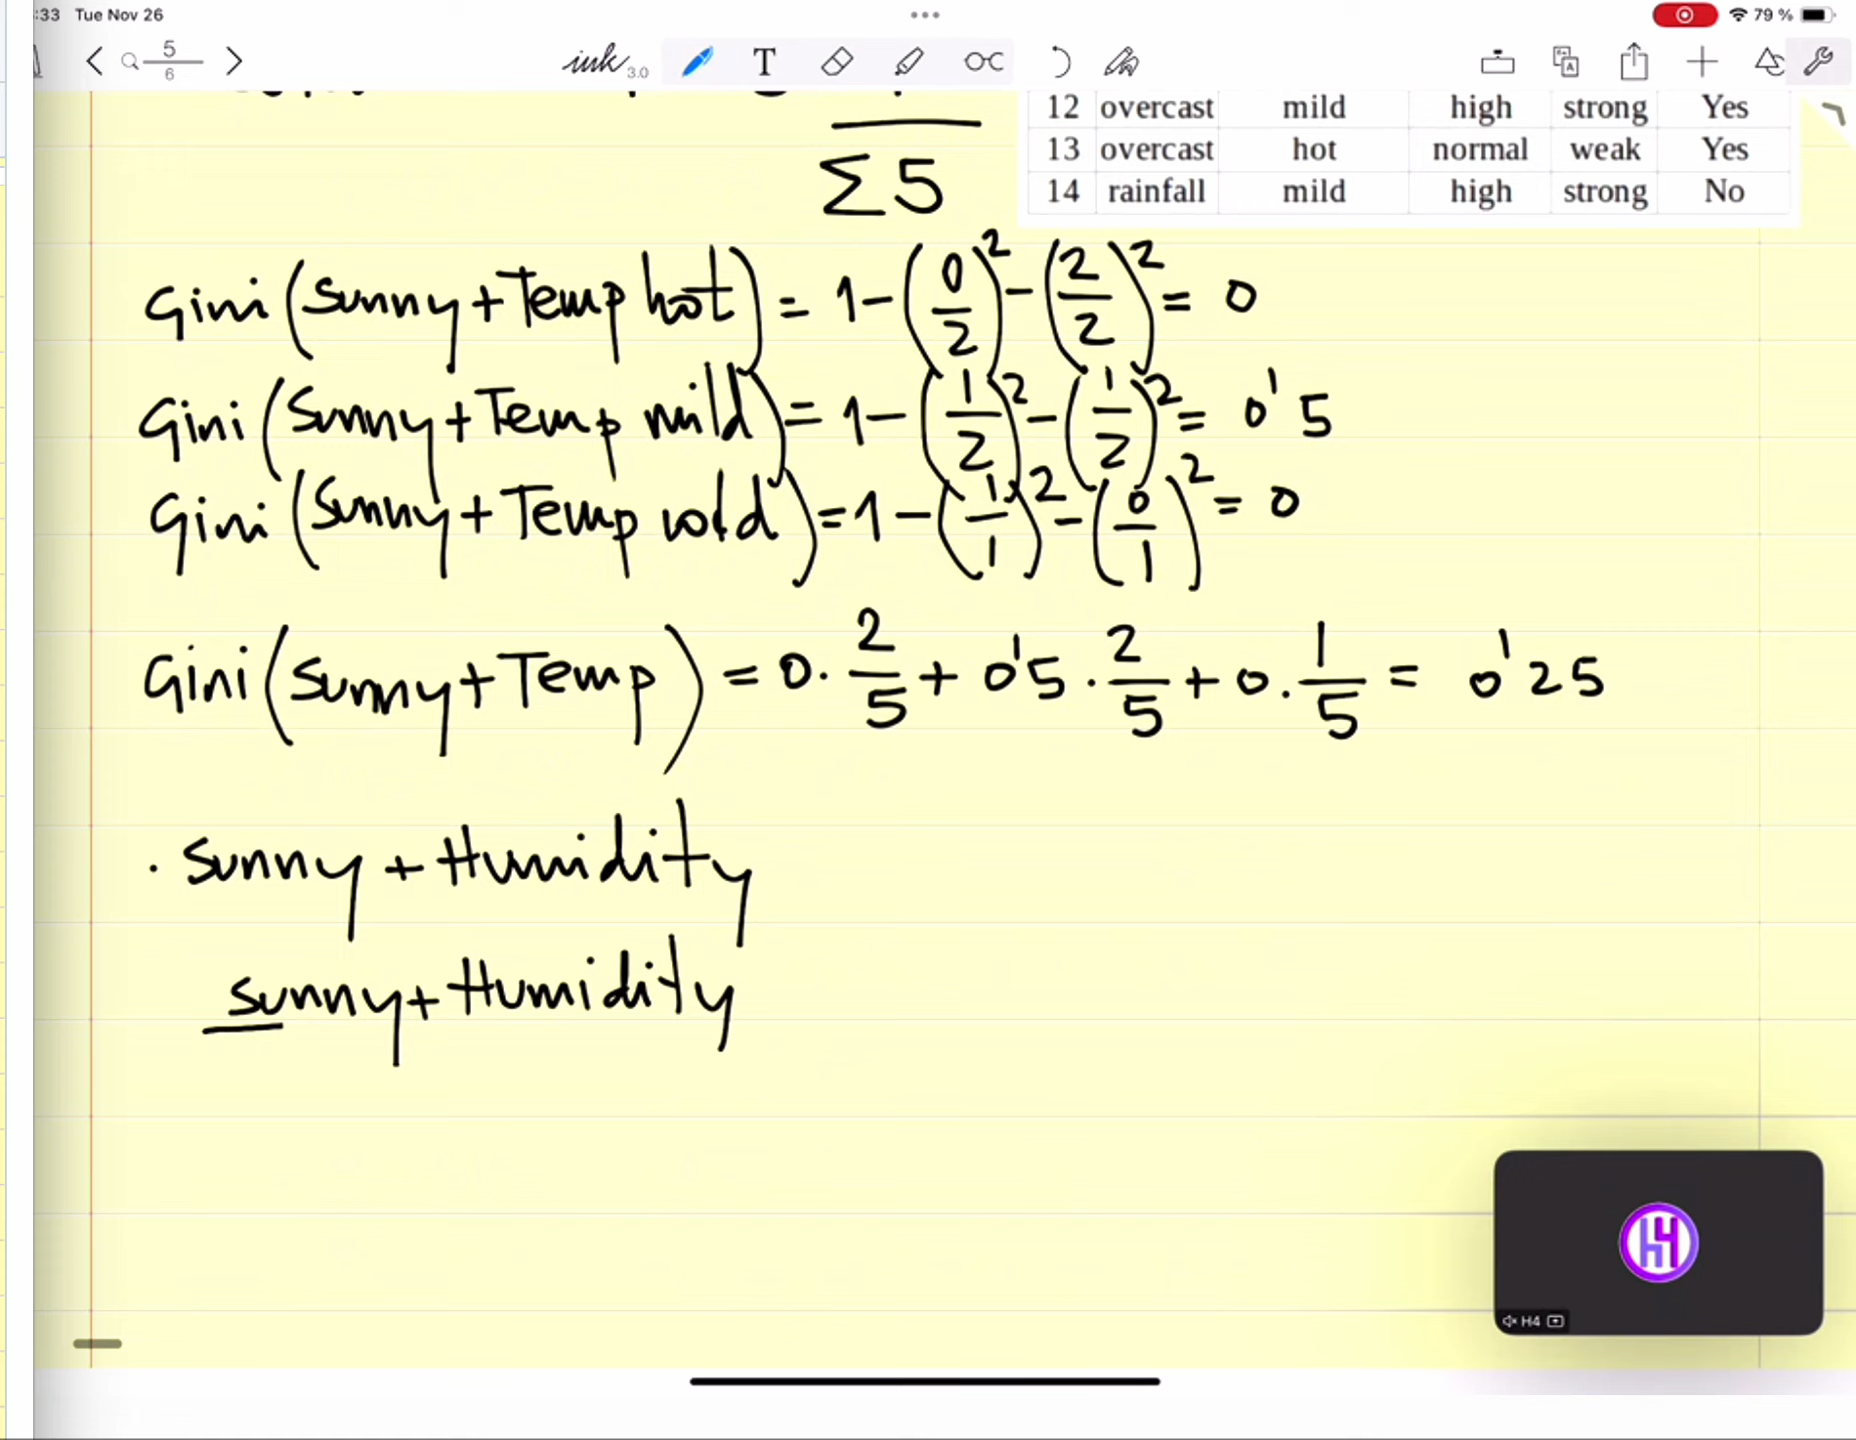 :33 Tue Nov 26 79 %
5
6
ink 3.0 T
12 overcast mild high strong Yes
13 overcast hot normal weak Yes
14 rainfall mild high strong No
Σ5
Gini (Sunny + Temp hot) = 1 - (0/2)² - (2/2)² = 0
Gini (Sunny + Temp mild) = 1 - (1/2)² - (1/2)² = 0'5
Gini (Sunny + Temp cold) = 1 - (1/1)² - (0/1)² = 0
Gini (Sunny + Temp) = 0 · 2/5 + 0'5 · 2/5 + 0 · 1/5 = 0'25
· Sunny + Humidity
sunny + Humidity
H4